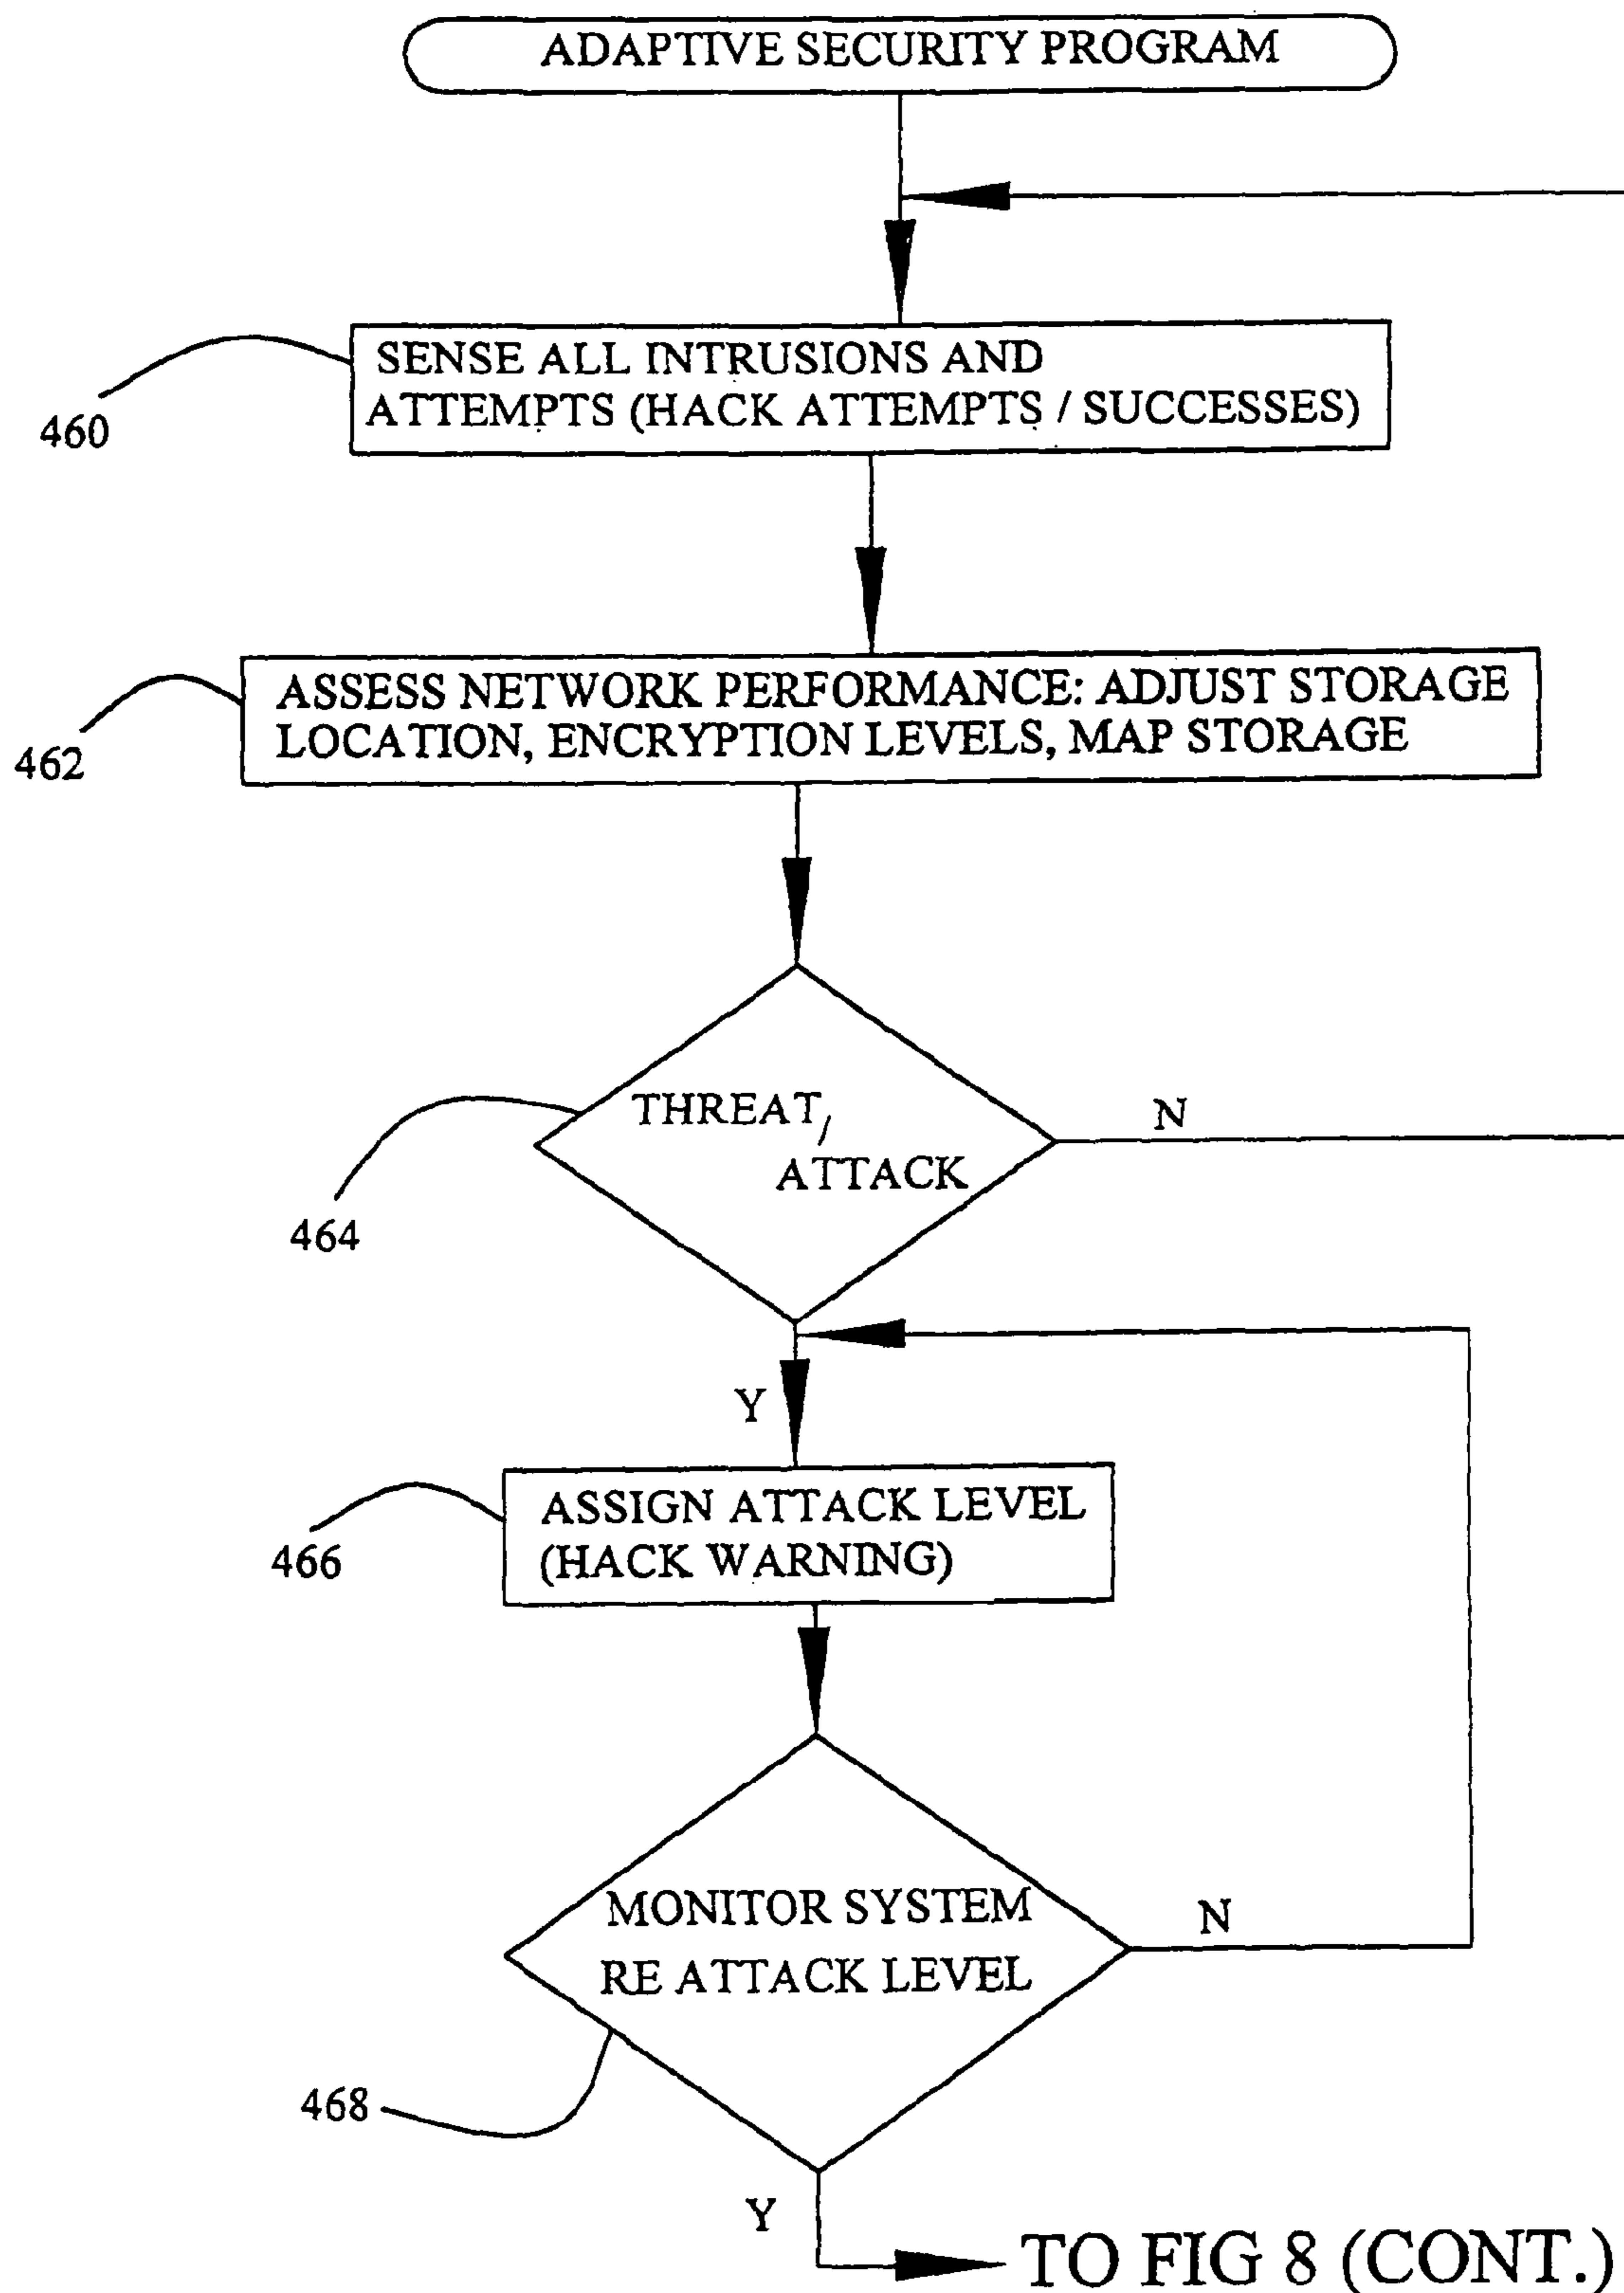 ADAPTIVE SECURITY PROGRAM
SENSE ALL INTRUSIONS AND
ATTEMPTS (HACK ATTEMPTS / SUCCESSES)
460
ASSESS NETWORK PERFORMANCE: ADJUST STORAGE
LOCATION, ENCRYPTION LEVELS, MAP STORAGE
462
THREAT/
ATTACK
N
464
Y
ASSIGN ATTACK LEVEL
(HACK WARNING)
466
MONITOR SYSTEM
RE ATTACK LEVEL
N
468
Y
TO FIG 8 (CONT.)